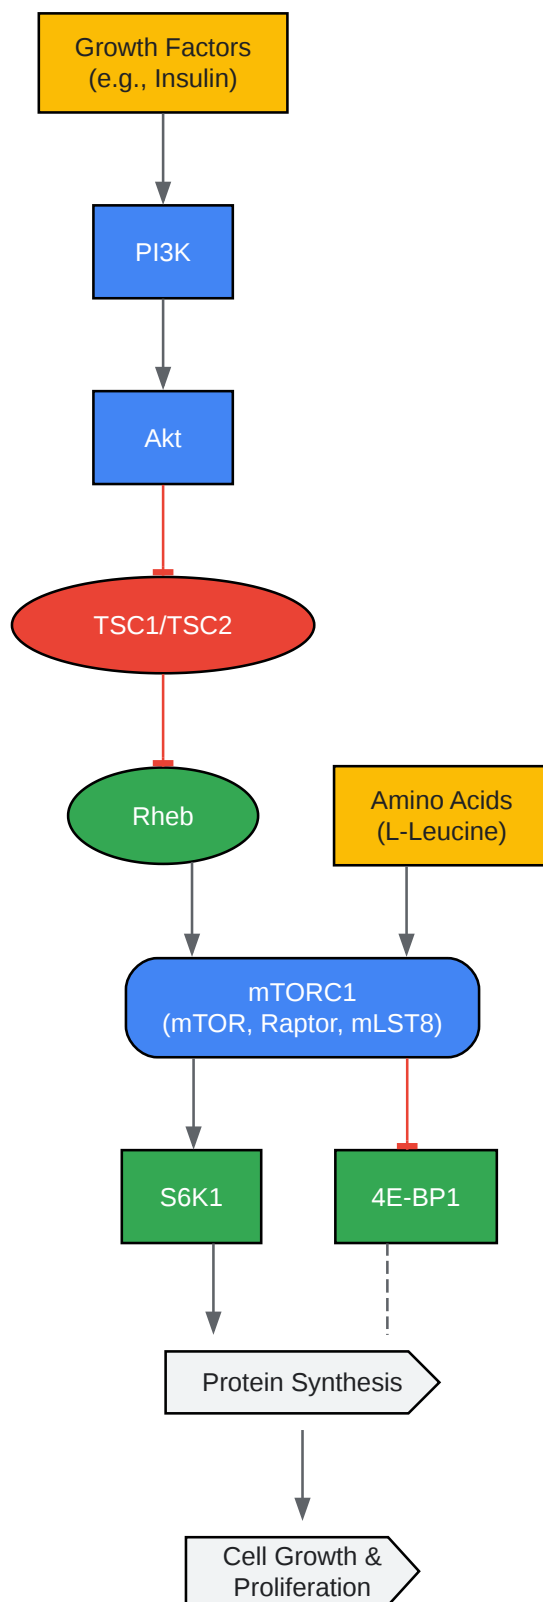 Growth Factors
(e.g., Insulin)
PI3K
Akt
TSC1/TSC2
Rheb
Amino Acids
(L-Leucine)
mTORC1
(mTOR, Raptor, mLST8)
S6K1
4E-BP1
Protein Synthesis
Cell Growth &
Proliferation